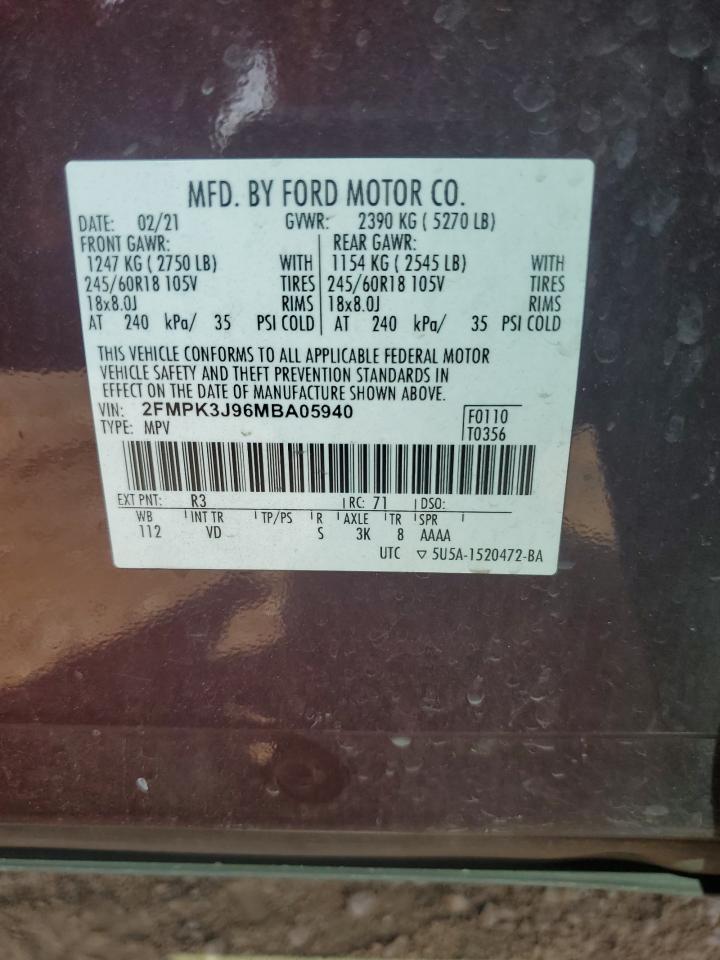 MFD. BY FORD MOTOR CO.
DATE: 02/21 GVWR: 2390 KG ( 5270 LB)
FRONT GAWR: REAR GAWR:
1247 KG ( 2750 LB) WITH 1154 KG ( 2545 LB) WITH
245/60R18 105V TIRES 245/60R18 105V TIRES
18x8.0J RIMS 18x8.0J RIMS
AT 240 kPa/ 35 PSI COLD AT 240 kPa/ 35 PSI COLD
THIS VEHICLE CONFORMS TO ALL APPLICABLE FEDERAL MOTOR
VEHICLE SAFETY AND THEFT PREVENTION STANDARDS IN
EFFECT ON THE DATE OF MANUFACTURE SHOWN ABOVE.
VIN: 2FMPK3J96MBA05940 F0110
TYPE: MPV T0356
EXT PNT: R3 RC: 71 DSO:
WB INT TR TP/PS R AXLE TR SPR
112 VD S 3K 8 AAAA
UTC ▽ 5U5A-1520472-BA